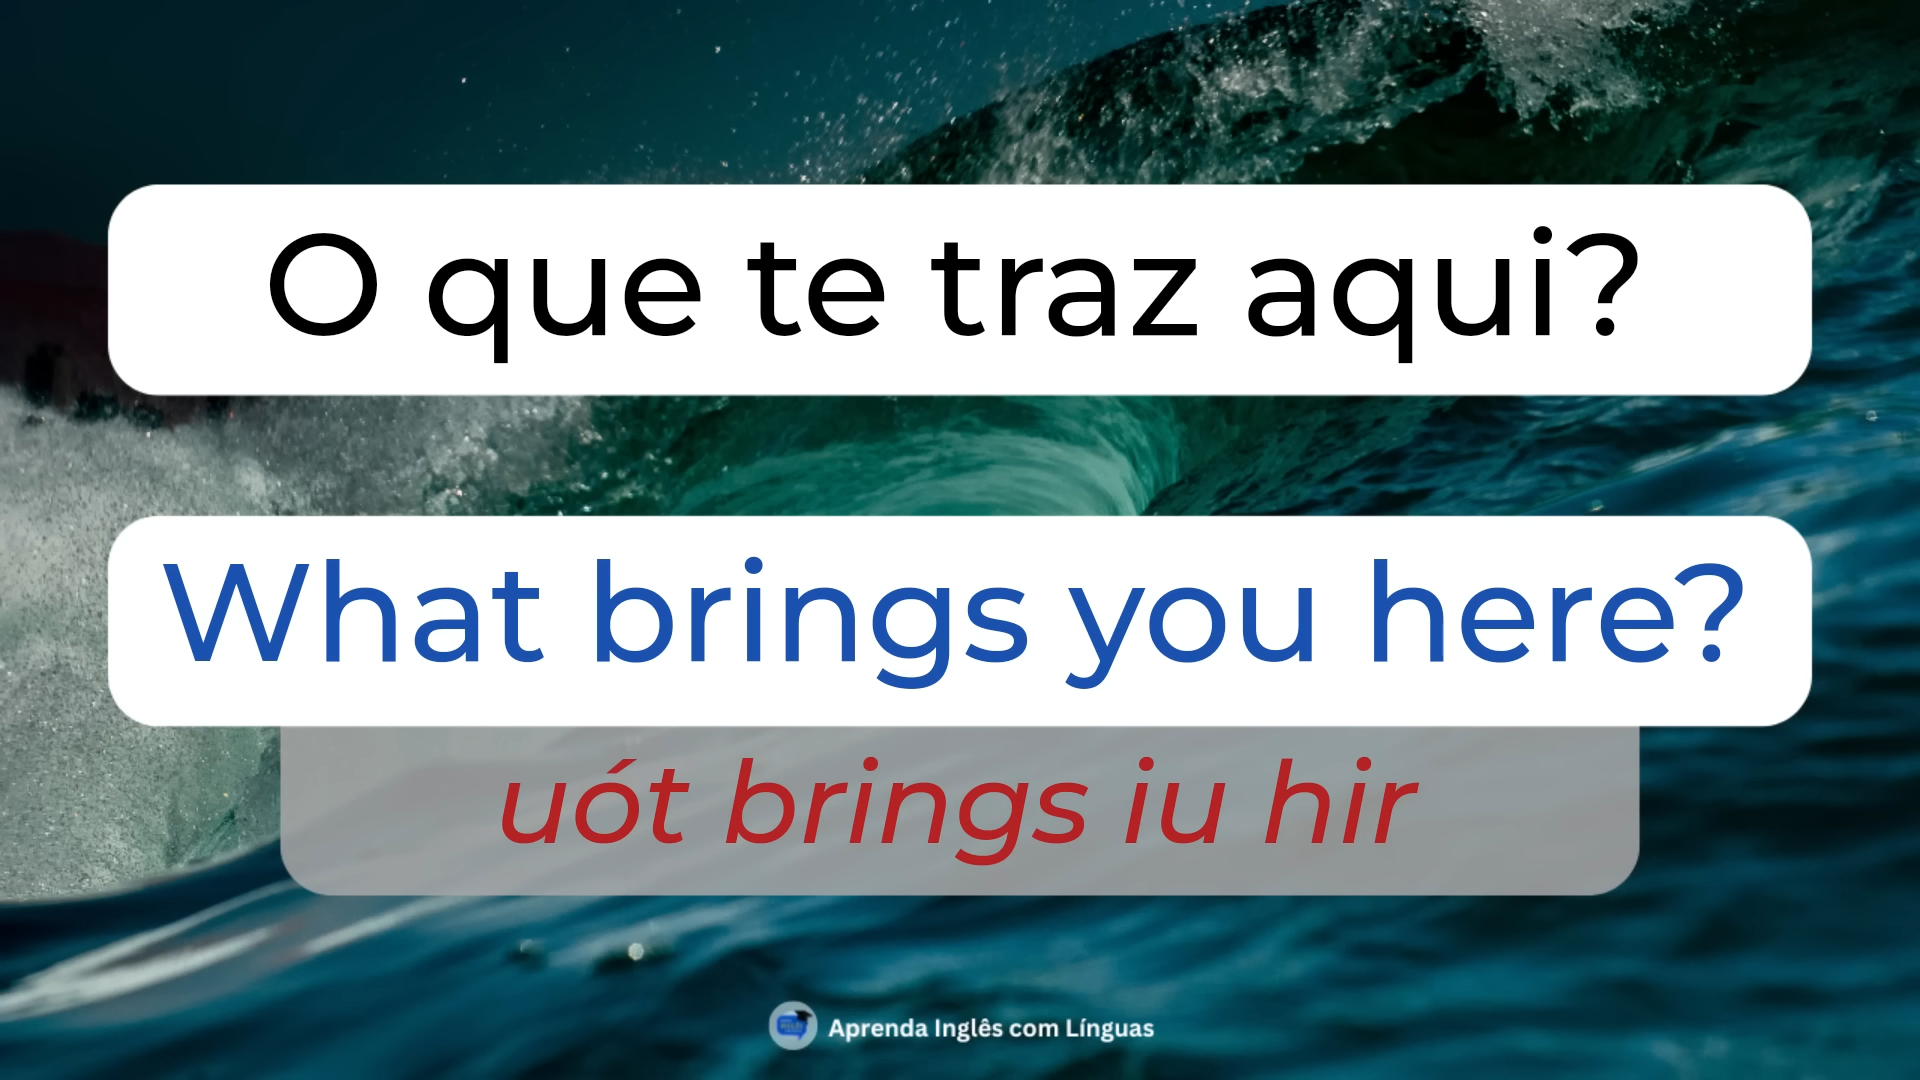 O que te traz aqui?
What brings you here?
uót brings iu hir
Aprenda Inglês com Línguas